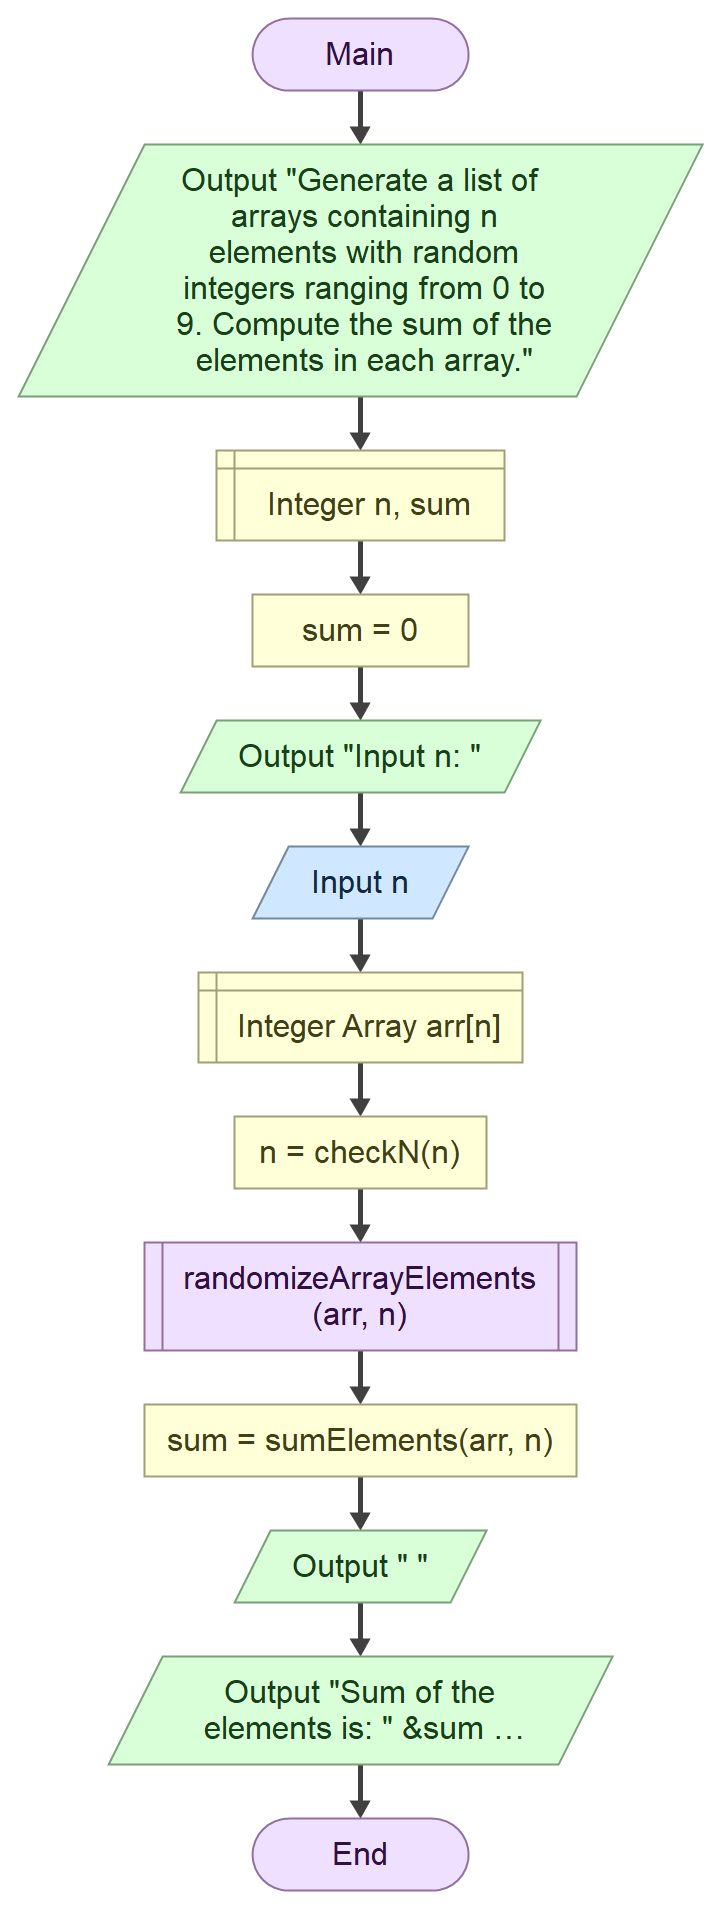 Main
Output "Generate a list of
arrays containing n
elements with random
integers ranging from 0 to
9. Compute the sum of the
elements in each array."
Integer n, sum
sum = 0
Output "Input n: "
Input n
Integer Array arr[n]
n = checkN(n)
randomizeArrayElements
(arr, n)
sum = sumElements(arr, n)
Output " "
Output "Sum of the
elements is: " &sum …
End